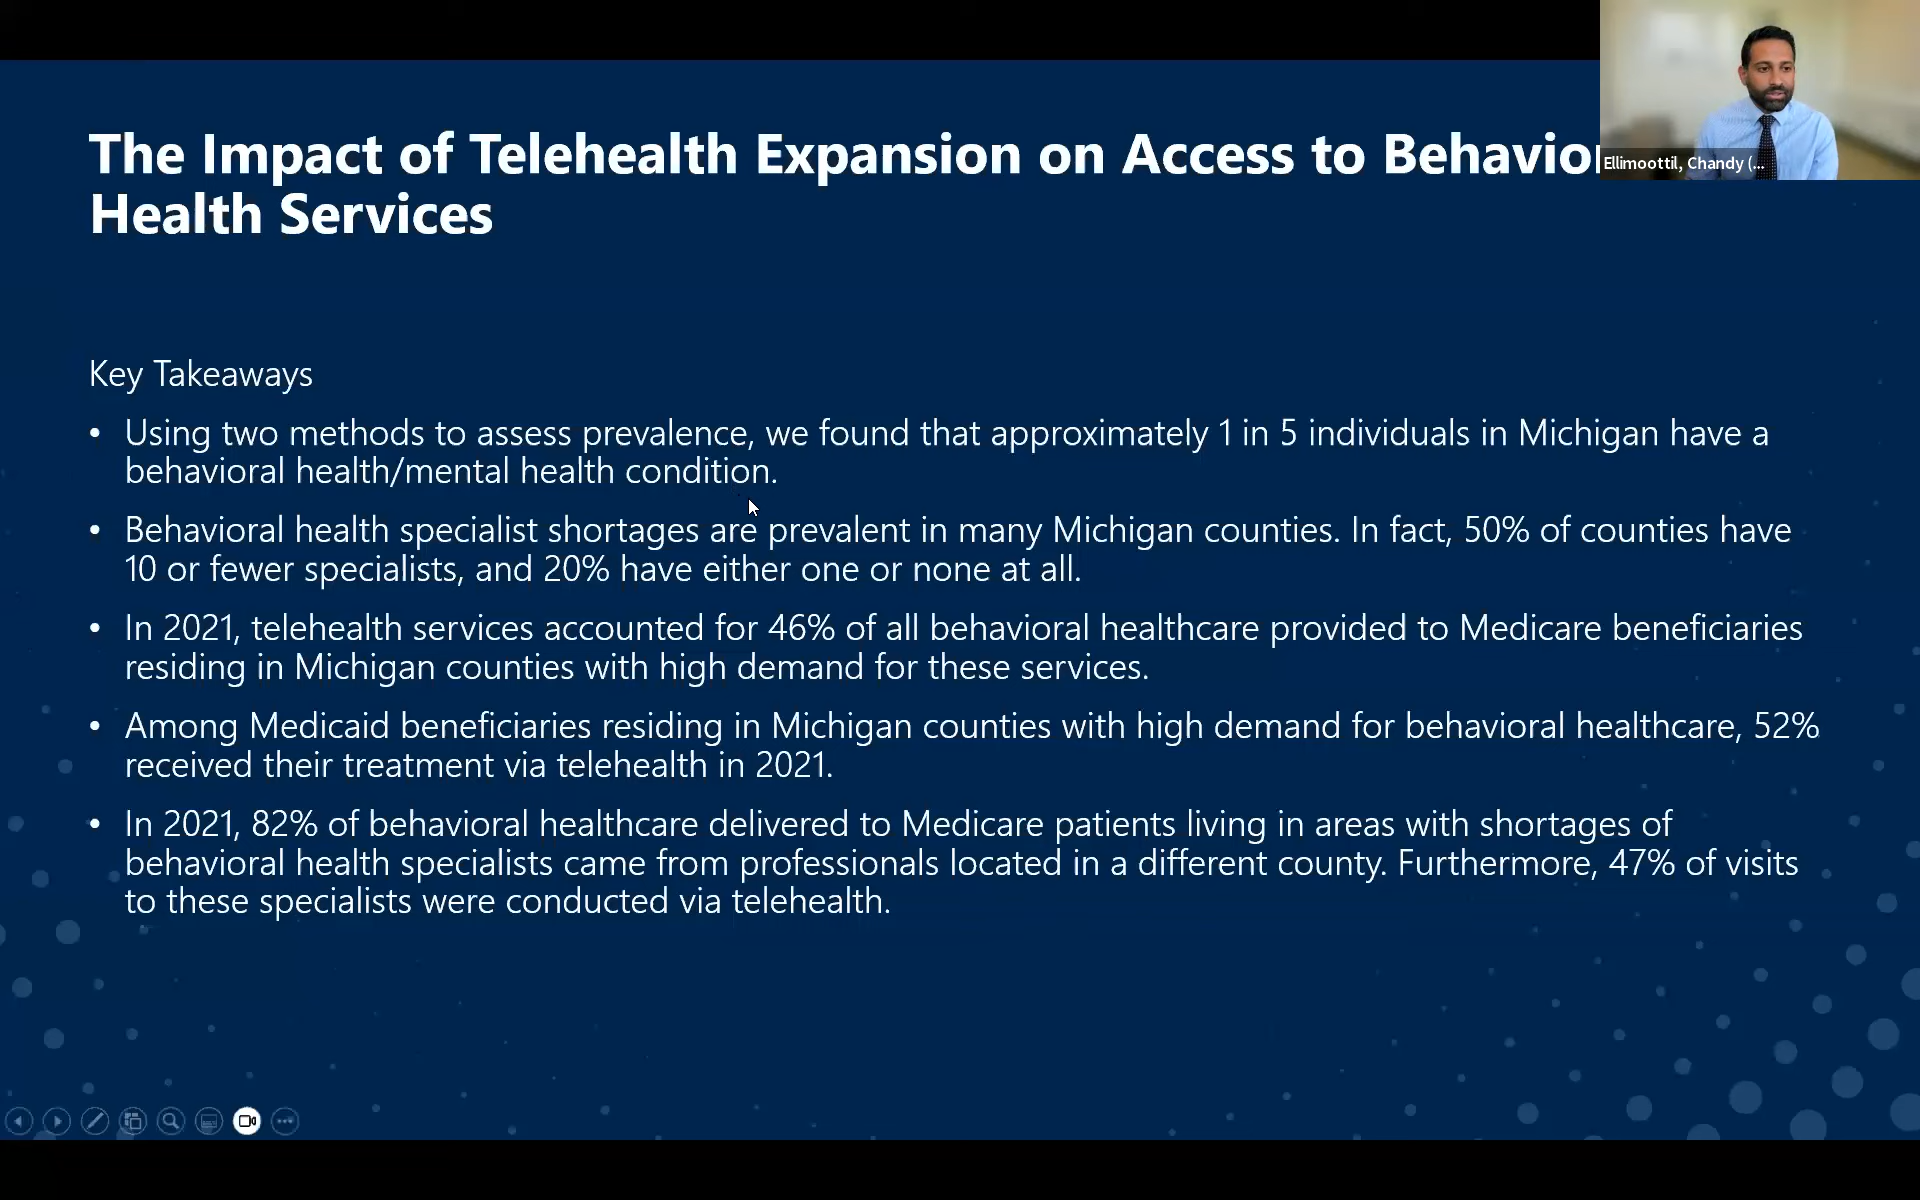 The Impact of Telehealth Expansion on Access to Behavio
Ellimoottil, Chandy (...
Health Services
Key Takeaways
• Using two methods to assess prevalence, we found that approximately 1 in 5 individuals in Michigan have a
behavioral health/mental health condition.
• Behavioral health specialist shortages are prevalent in many Michigan counties. In fact, 50% of counties have
10 or fewer specialists, and 20% have either one or none at all.
• In 2021, telehealth services accounted for 46% of all behavioral healthcare provided to Medicare beneficiaries
residing in Michigan counties with high demand for these services.
• Among Medicaid beneficiaries residing in Michigan counties with high demand for behavioral healthcare, 52%
received their treatment via telehealth in 2021.
• In 2021, 82% of behavioral healthcare delivered to Medicare patients living in areas with shortages of
behavioral health specialists came from professionals located in a different county. Furthermore, 47% of visits
to these specialists were conducted via telehealth.